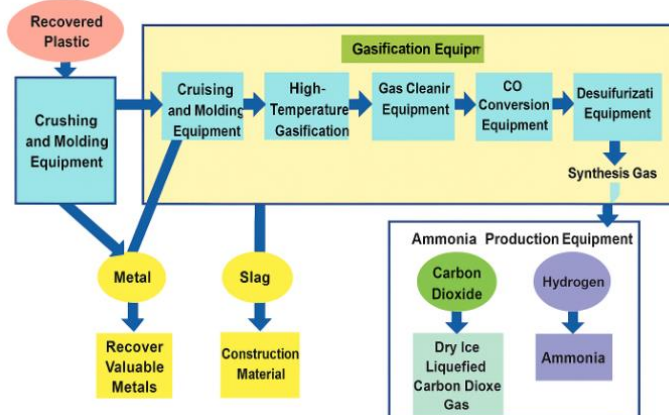 Recovered
Plastic
Crushing
and Molding
Equipment
Gasification Equipm
Cruising
and Molding
Equipment
High-
Temperature
Gasification
Gas Cleanir
Equipment
CO
Conversion
Equipment
Desuifurizati
Equipment
Synthesis Gas
Metal
Slag
Recover
Valuable
Metals
Construction
Material
Ammonia Production Equipment
Carbon
Dioxide
Hydrogen
Dry Ice
Liquefied
Carbon Dioxe
Gas
Ammonia